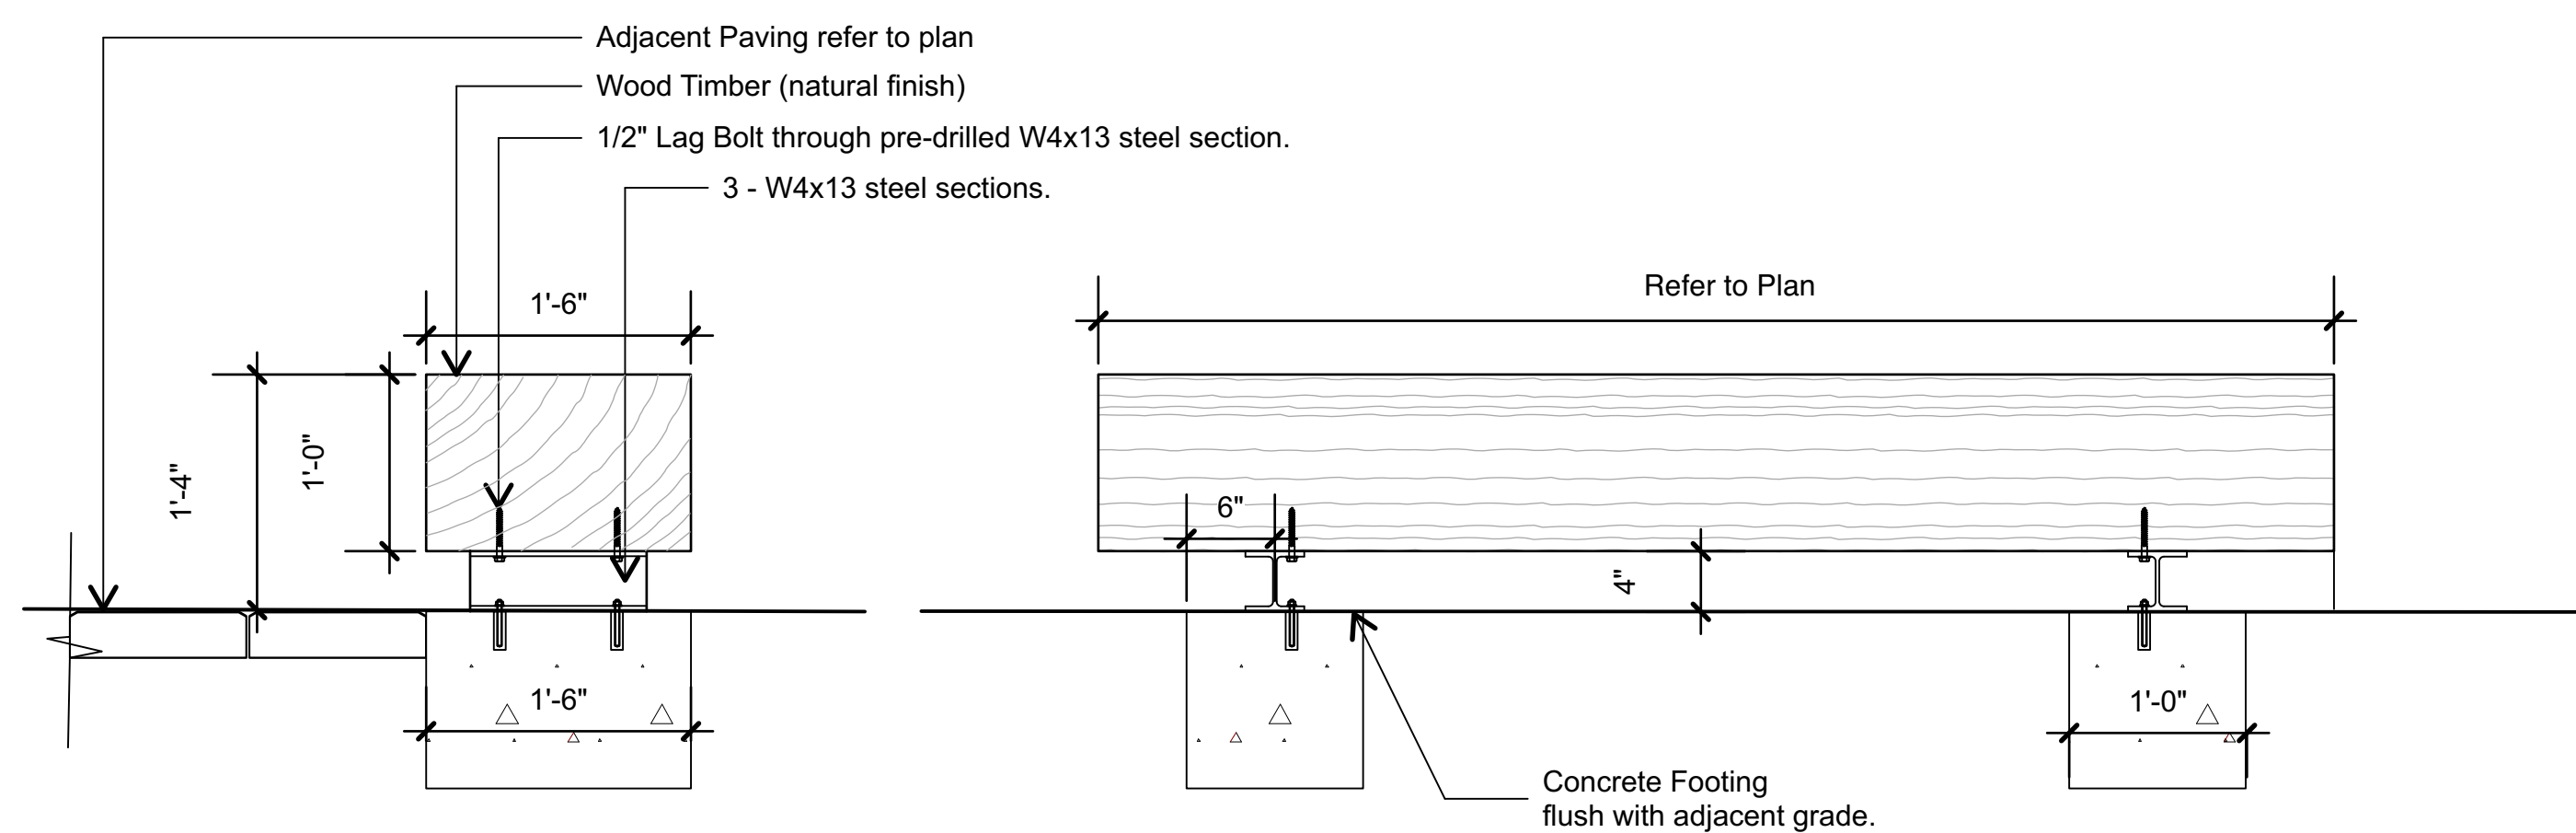 Adjacent Paving refer to plan
Wood Timber (natural finish)
1/2" Lag Bolt through pre-drilled W4x13 steel section.
3 - W4x13 steel sections.
1'-6"
Refer to Plan
1'-4"
1'-0"
6"
4"
1'-6"
1'-0"
Concrete Footing
flush with adjacent grade.